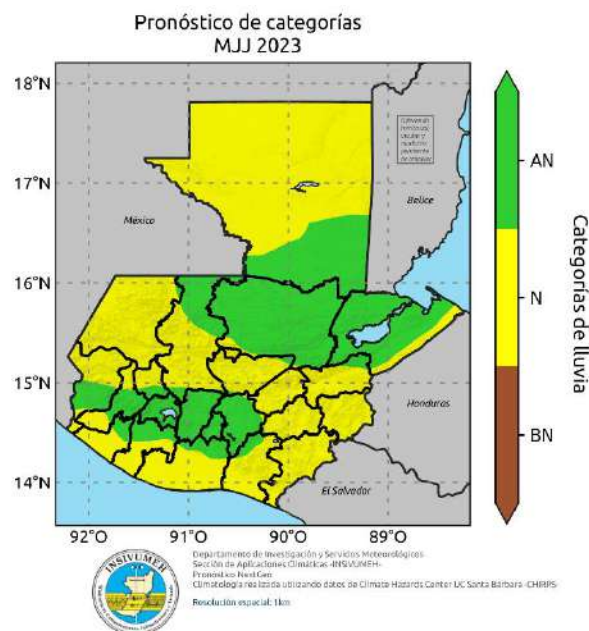 Pronóstico de categorías
MJJ 2023
18°N
17°N
16°N
15°N
14°N
92°O
91°O
90°O
89°O
México
Belice
Honduras
El Salvador
AN
N
BN
Categorías de lluvia
INSIVUMEH
Departamento de Investigación y Servicios Meteorológicos
Sección de Aplicaciones Climáticas -INSIVUMEH-
Pronóstico NextGen
Climatología realizada utilizando datos de Climate Hazards Center UC Santa Bárbara -CHIRPS-
Resolución espacial: 1km